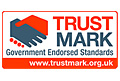 TRUST
MARK
Government Endorsed Standards
www.trustmark.org.uk